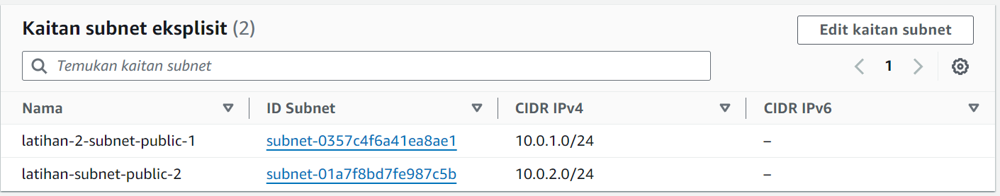 Kaitan subnet eksplisit (2)
Edit kaitan subnet
Temukan kaitan subnet
1
Nama ID Subnet CIDR IPv4 CIDR IPv6
latihan-2-subnet-public-1 subnet-0357c4f6a41ea8ae1 10.0.1.0/24 –
latihan-subnet-public-2 subnet-01a7f8bd7fe987c5b 10.0.2.0/24 –